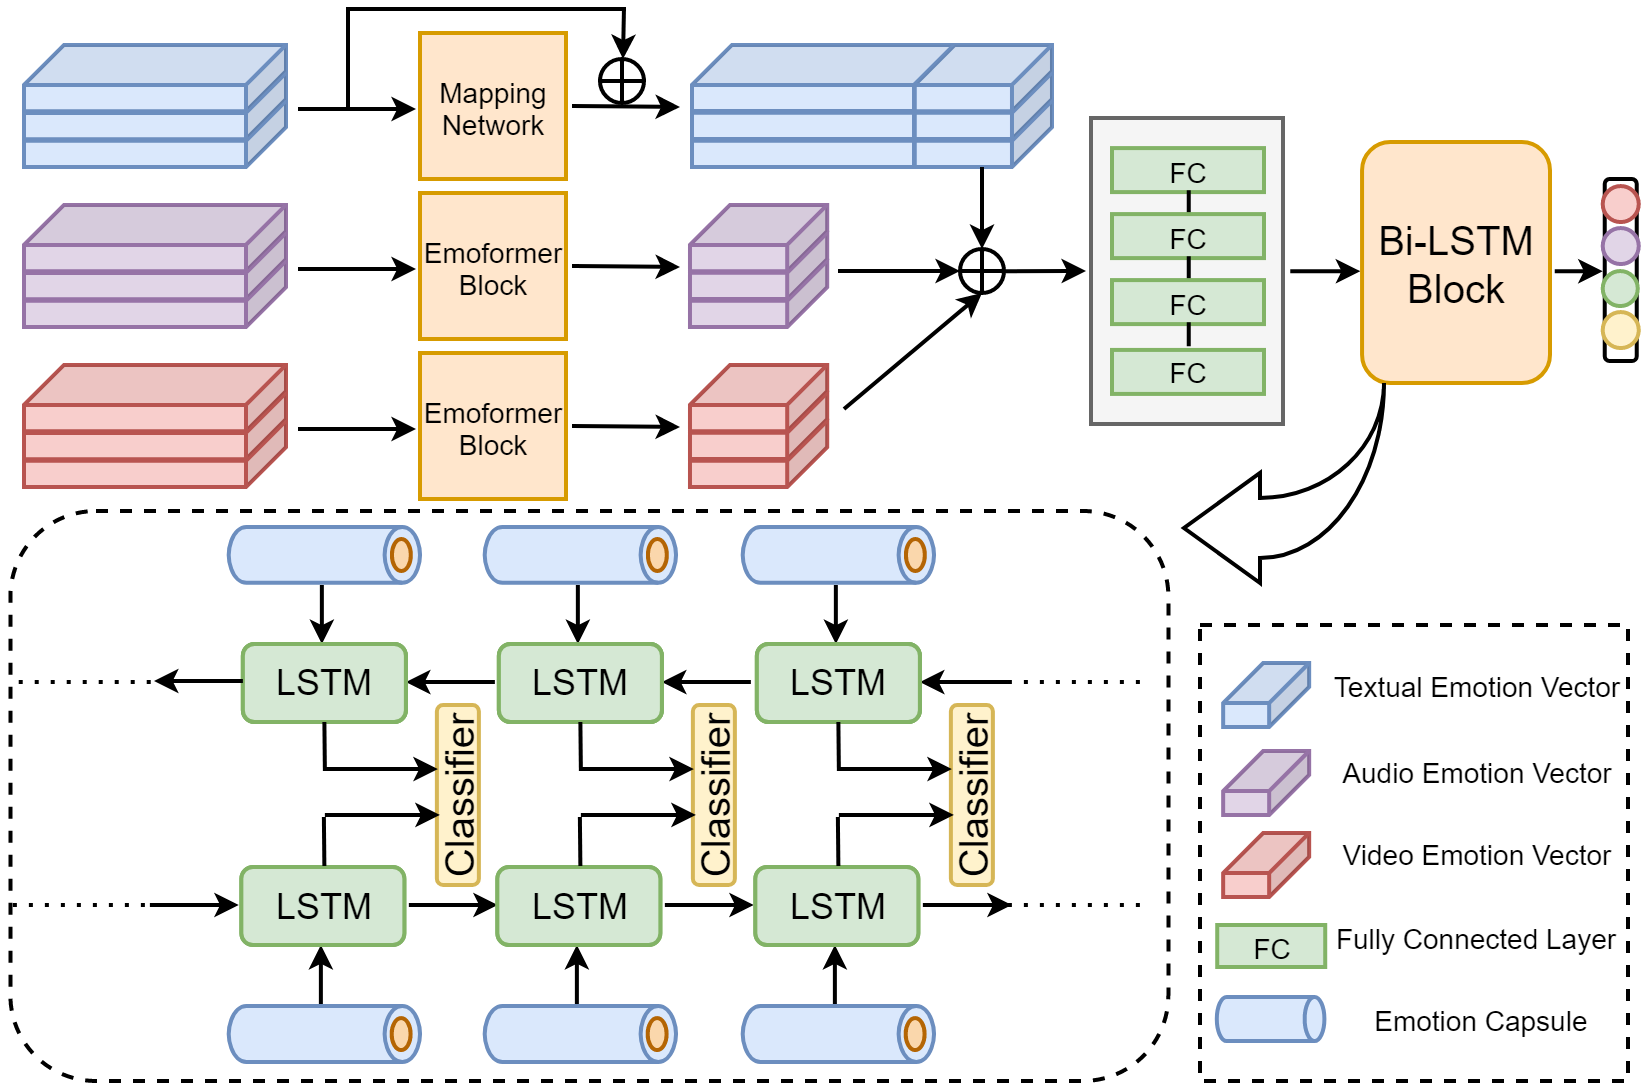 Mapping
Network
Emoformer
Block
Emoformer
Block
FC
FC
FC
FC
Bi-LSTM
Block
LSTM
LSTM
LSTM
Classifier
Classifier
Classifier
LSTM
LSTM
LSTM
Textual Emotion Vector
Audio Emotion Vector
Video Emotion Vector
FC
Fully Connected Layer
Emotion Capsule